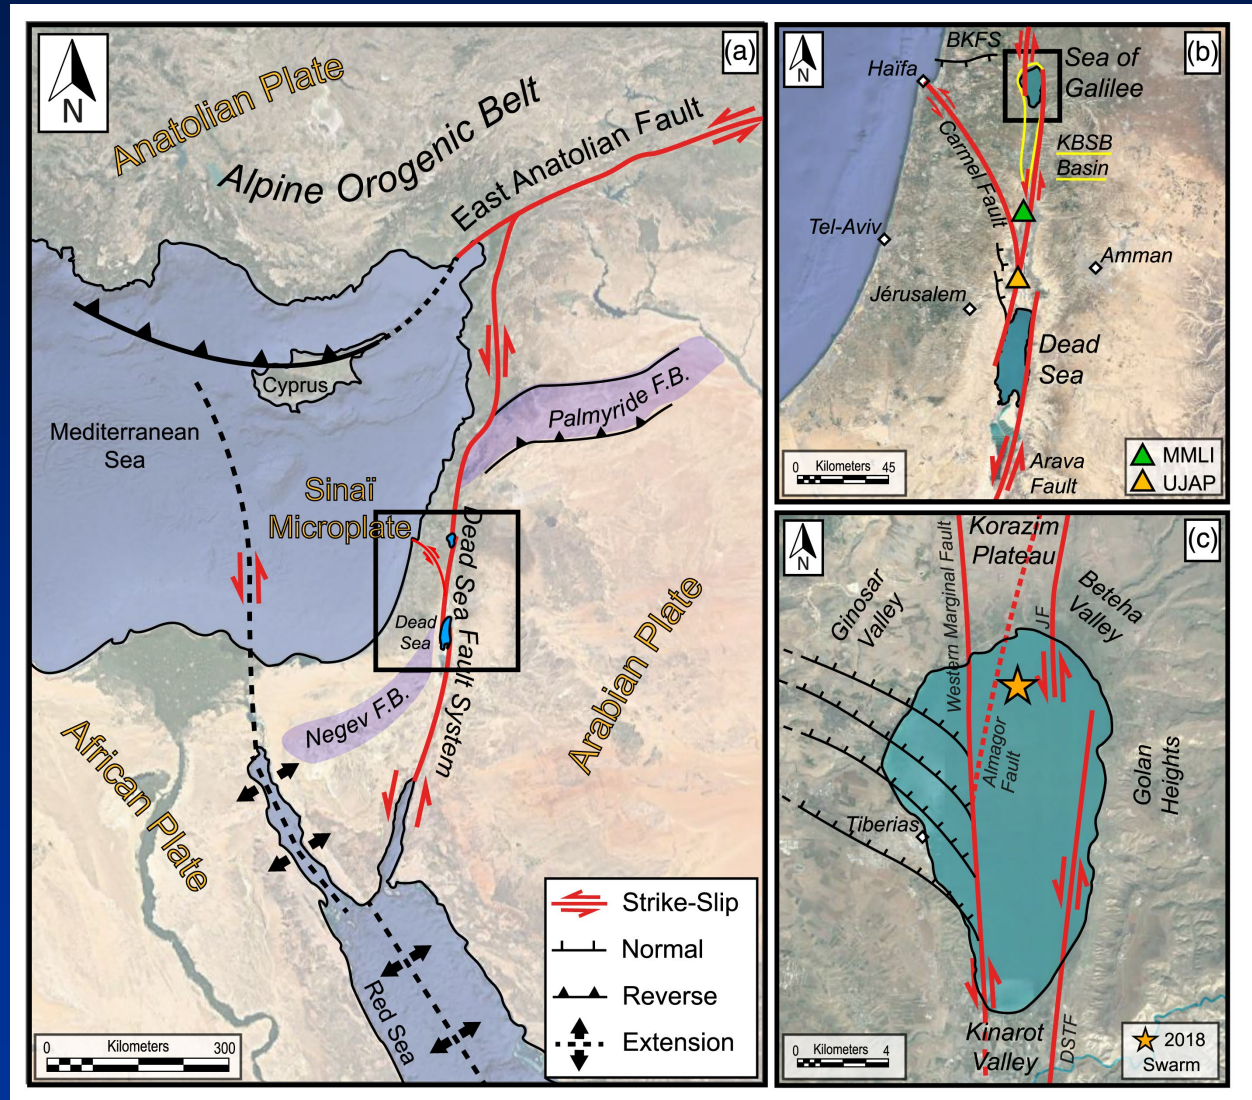 (a)
N
Anatolian Plate
Alpine Orogenic Belt
East Anatolian Fault
Cyprus
Palmyride F.B.
Mediterranean
Sea
Sinaï
Microplate
Dead Sea Fault System
Dead
Sea
Negev F.B.
Arabian Plate
African Plate
Red Sea
Strike-Slip
Normal
Reverse
Extension
0 Kilometers 300
(b)
N
BKFS
Haïfa
Sea of
Galilee
Carmel Fault
KBSB
Basin
Tel-Aviv
Amman
Jérusalem
Dead
Sea
Arava
Fault
MMLI
UJAP
0 Kilometers 45
(c)
N
Korazim
Plateau
Ginosar
Valley
Western Marginal Fault
JF
Beteha
Valley
Almagor
Fault
Golan
Heights
Tiberias
Kinarot
Valley
DSTF
2018
Swarm
0 Kilometers 4